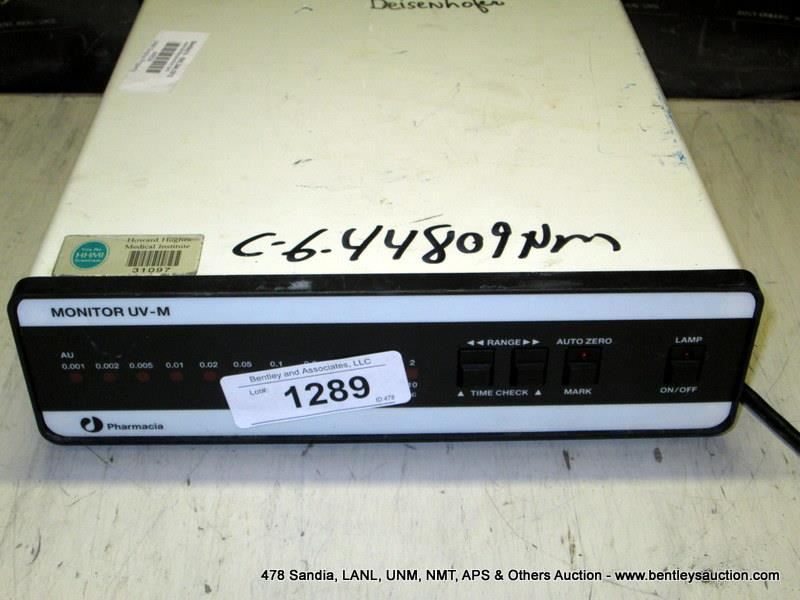 Deisenhofer
Howard Hughes
Medical Institute
HHMI
31097
C-6-44809Nm
MONITOR UV-M
AU
0.001 0.002 0.005 0.01 0.02 0.05 0.1 2
10
◄◄ RANGE ►► AUTO ZERO LAMP
▲ TIME CHECK ▲ MARK ON/OFF
Pharmacia
Bentley and Associates, LLC
Lot#: 1289
ID:478
478 Sandia, LANL, UNM, NMT, APS & Others Auction - www.bentleysauction.com